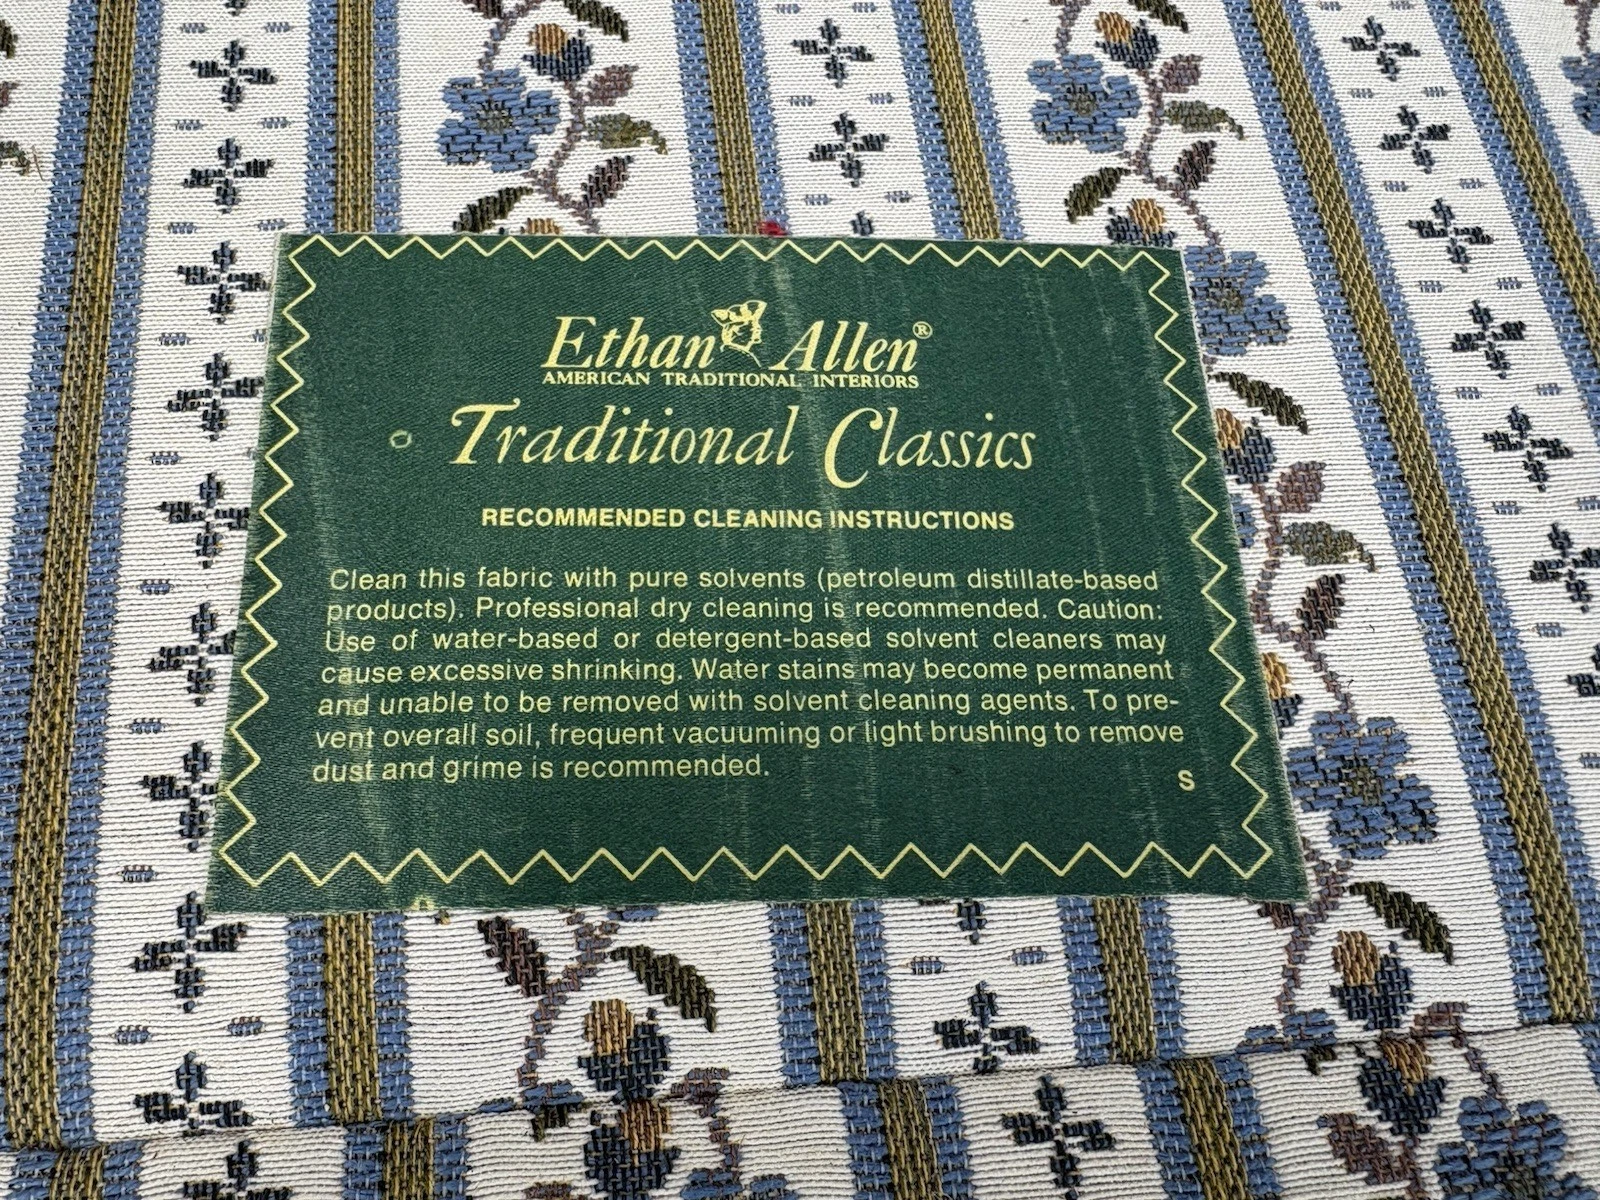 Ethan Allen®
AMERICAN TRADITIONAL INTERIORS
Traditional Classics
RECOMMENDED CLEANING INSTRUCTIONS
Clean this fabric with pure solvents (petroleum distillate-based
products). Professional dry cleaning is recommended. Caution:
Use of water-based or detergent-based solvent cleaners may
cause excessive shrinking. Water stains may become permanent
and unable to be removed with solvent cleaning agents. To pre-
vent overall soil, frequent vacuuming or light brushing to remove
dust and grime is recommended.
S